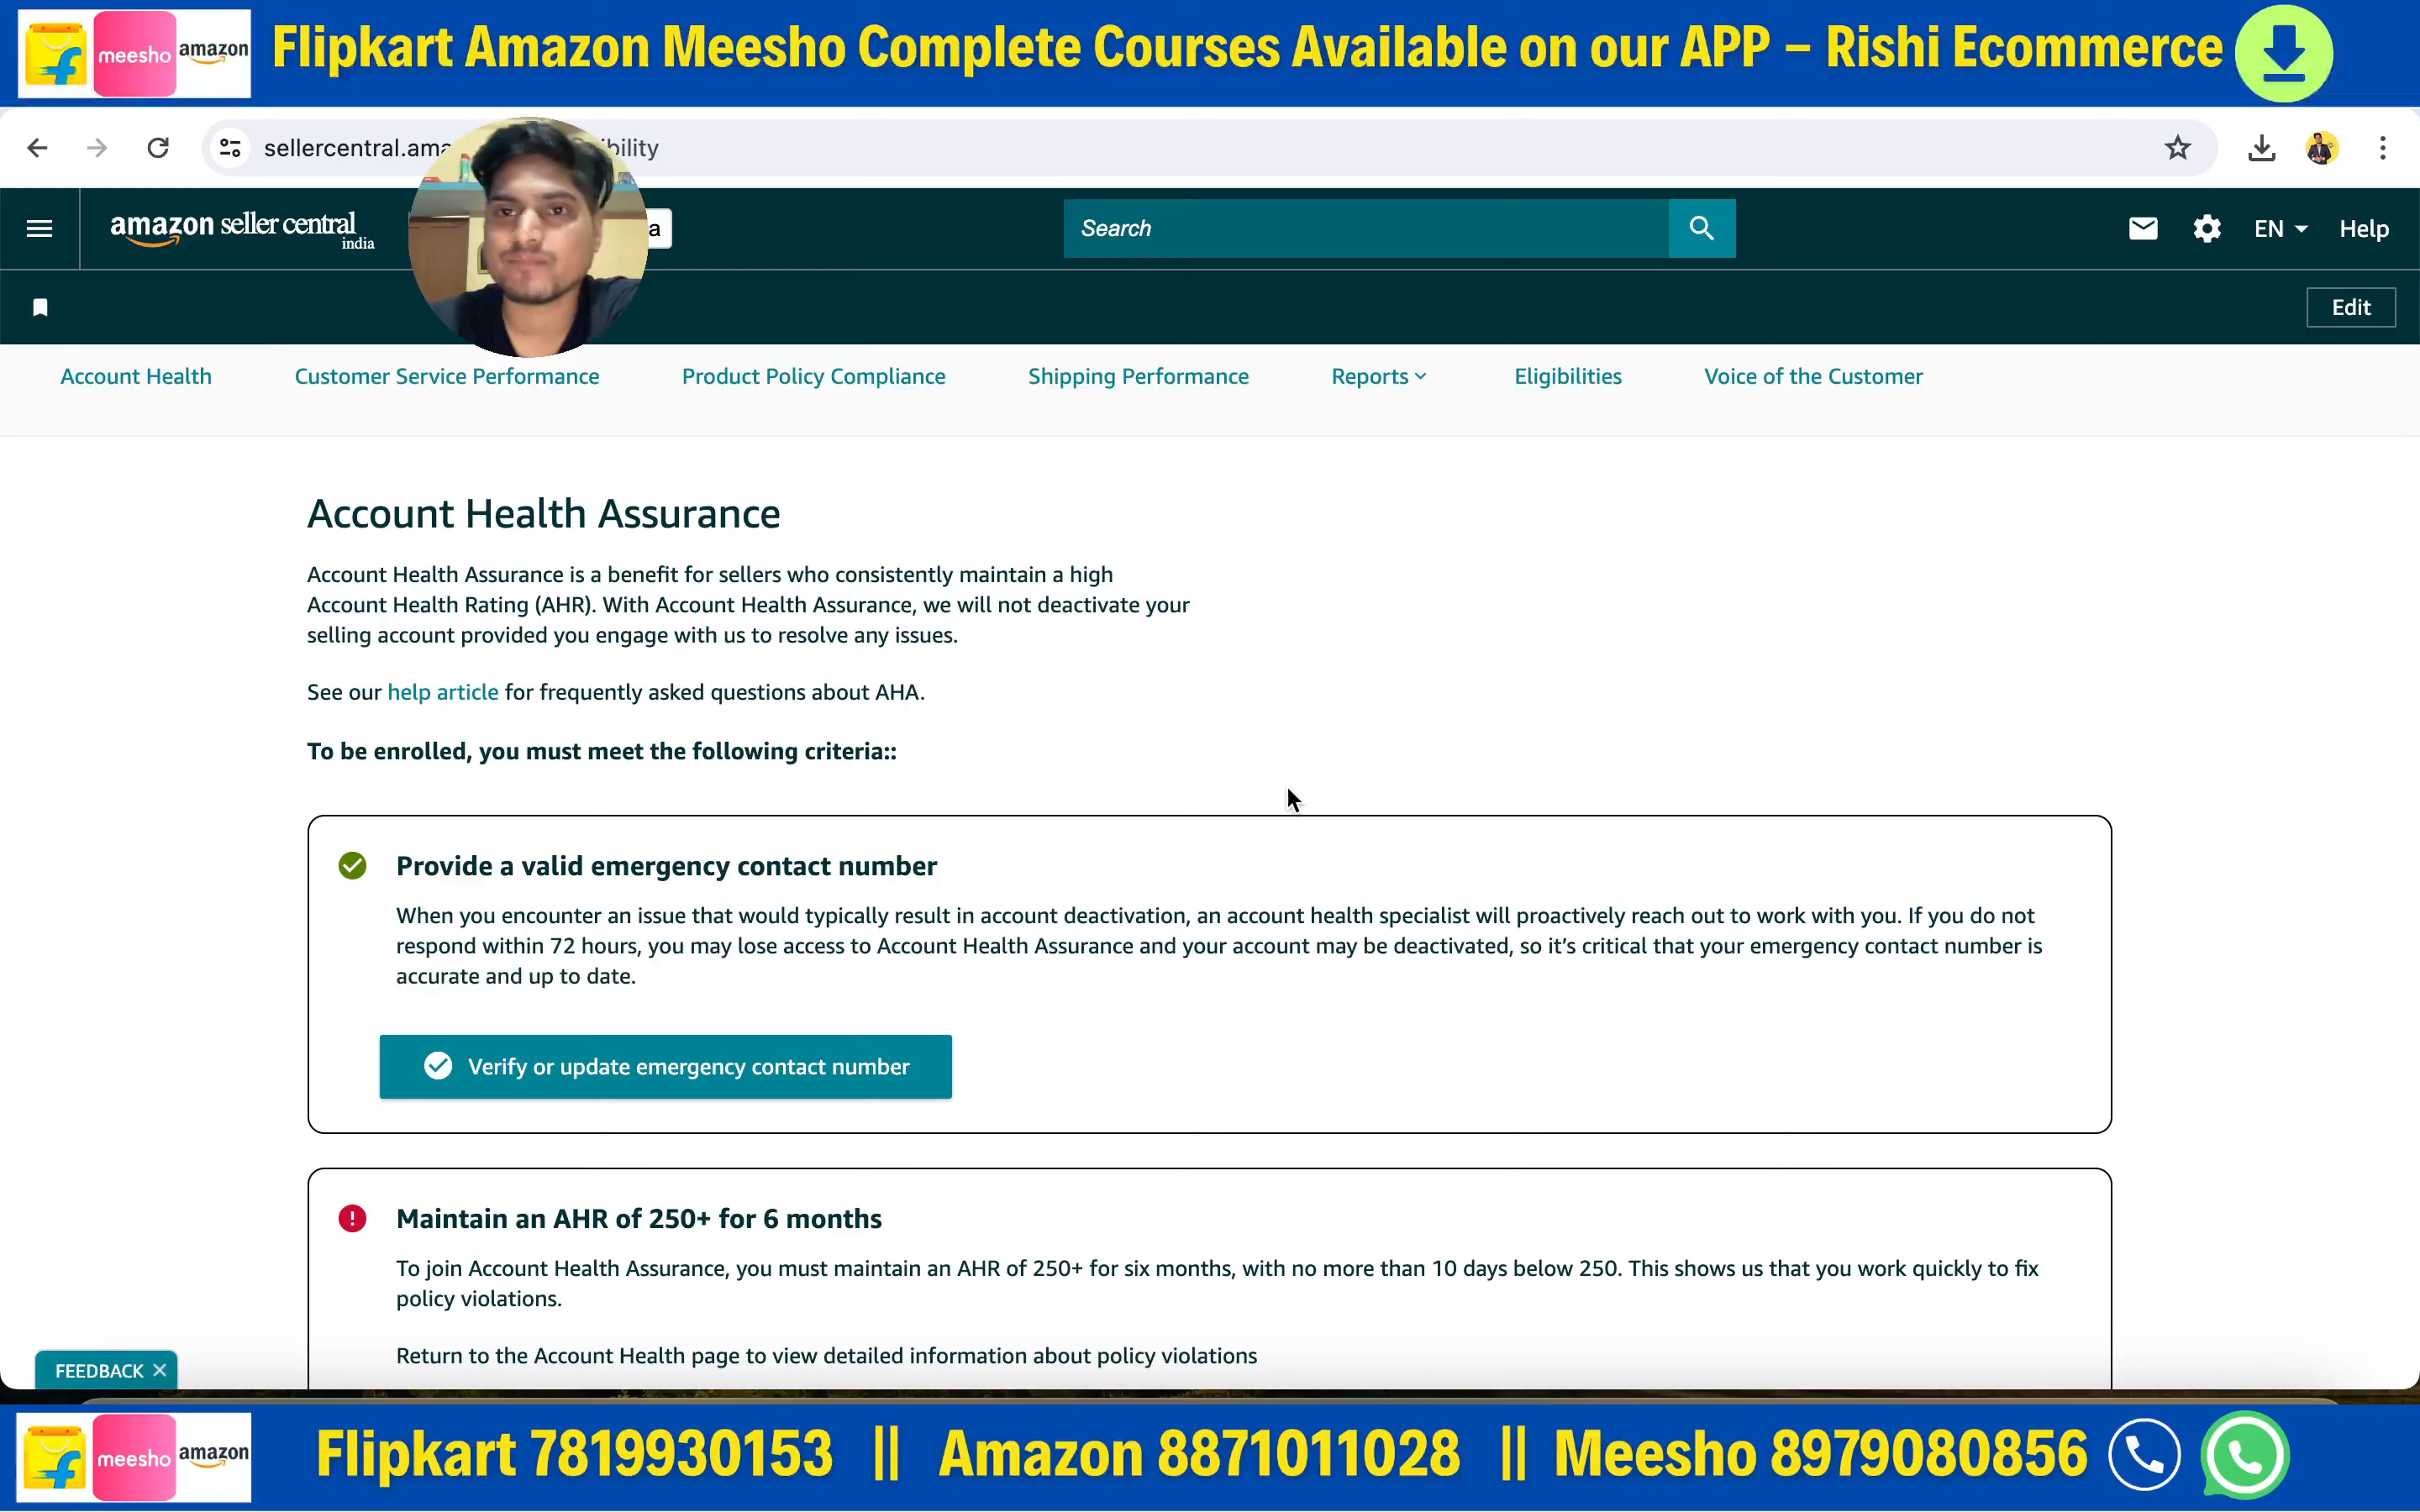 meesho
amazon
Flipkart Amazon Meesho Complete Courses Available on our APP – Rishi Ecommerce
sellercentral.ama
bility
amazon seller central
india
a
Search
EN
Help
Edit
Account Health
Customer Service Performance
Product Policy Compliance
Shipping Performance
Reports
Eligibilities
Voice of the Customer
Account Health Assurance
Account Health Assurance is a benefit for sellers who consistently maintain a high
Account Health Rating (AHR). With Account Health Assurance, we will not deactivate your
selling account provided you engage with us to resolve any issues.
See our help article for frequently asked questions about AHA.
To be enrolled, you must meet the following criteria::
Provide a valid emergency contact number
When you encounter an issue that would typically result in account deactivation, an account health specialist will proactively reach out to work with you. If you do not
respond within 72 hours, you may lose access to Account Health Assurance and your account may be deactivated, so it's critical that your emergency contact number is
accurate and up to date.
Verify or update emergency contact number
Maintain an AHR of 250+ for 6 months
To join Account Health Assurance, you must maintain an AHR of 250+ for six months, with no more than 10 days below 250. This shows us that you work quickly to fix
policy violations.
Return to the Account Health page to view detailed information about policy violations
FEEDBACK
meesho
amazon
Flipkart 7819930153 || Amazon 8871011028 || Meesho 8979080856